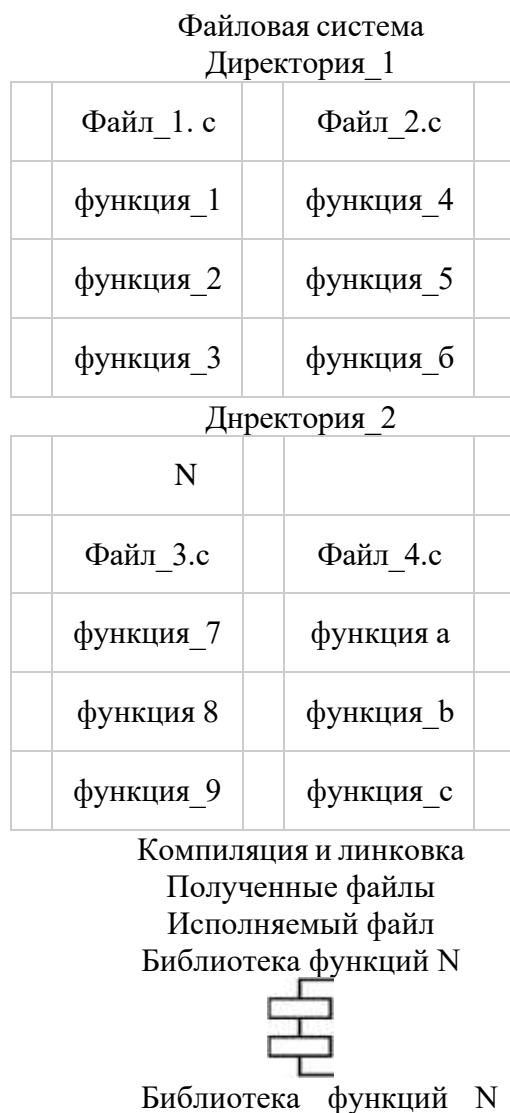 Файловая система
Директория_1
Файл_1. с Файл_2.с
функция_1 функция_4
функция_2 функция_5
функция_3 функция_б
Днректория_2
N
Файл_3.с Файл_4.с
функция_7 функция а
функция 8 функция_b
функция_9 функция_с
Компиляция и линковка
Полученные файлы
Исполняемый файл
Библиотека функций N
Библиотека функций N